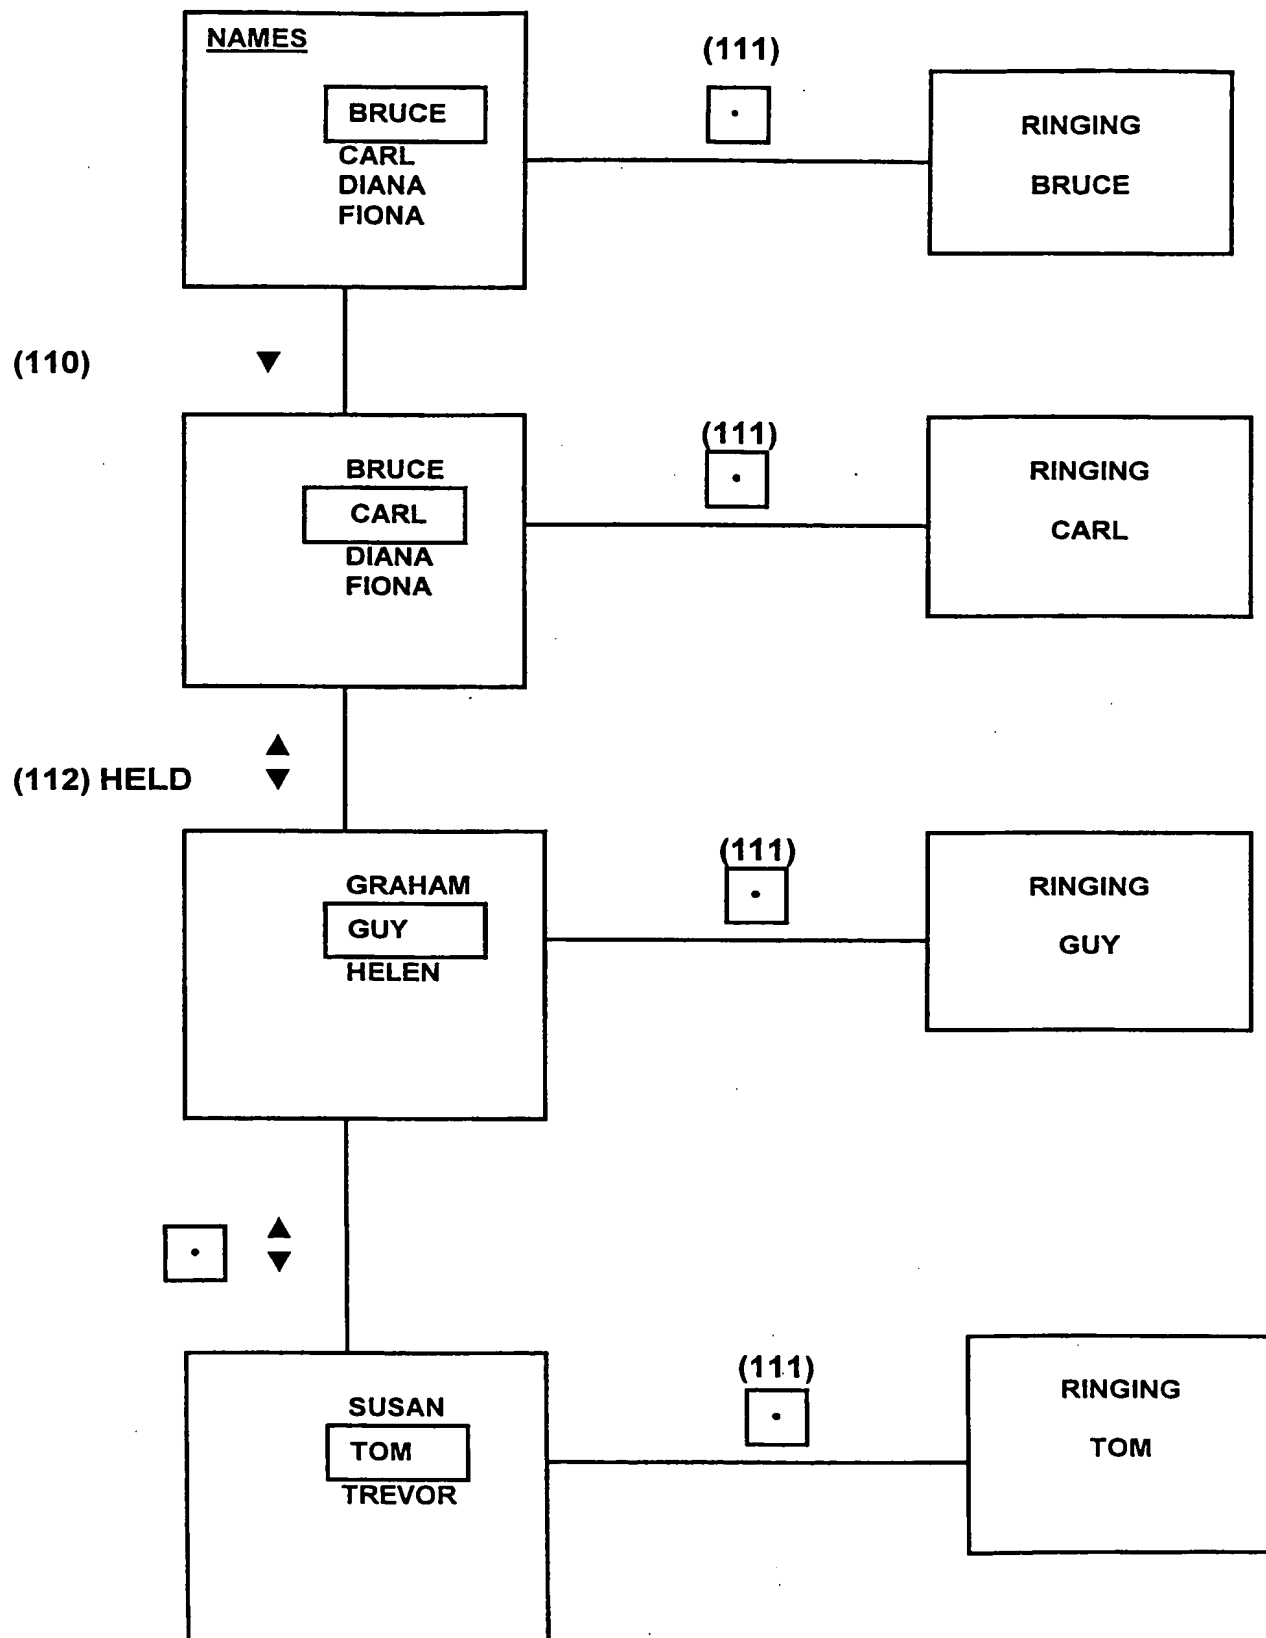 NAMES
BRUCE
CARL
DIANA
FIONA
(111)
RINGING
BRUCE
(110)
BRUCE
CARL
DIANA
FIONA
(111)
RINGING
CARL
(112) HELD
GRAHAM
GUY
HELEN
(111)
RINGING
GUY
SUSAN
TOM
TREVOR
(111)
RINGING
TOM